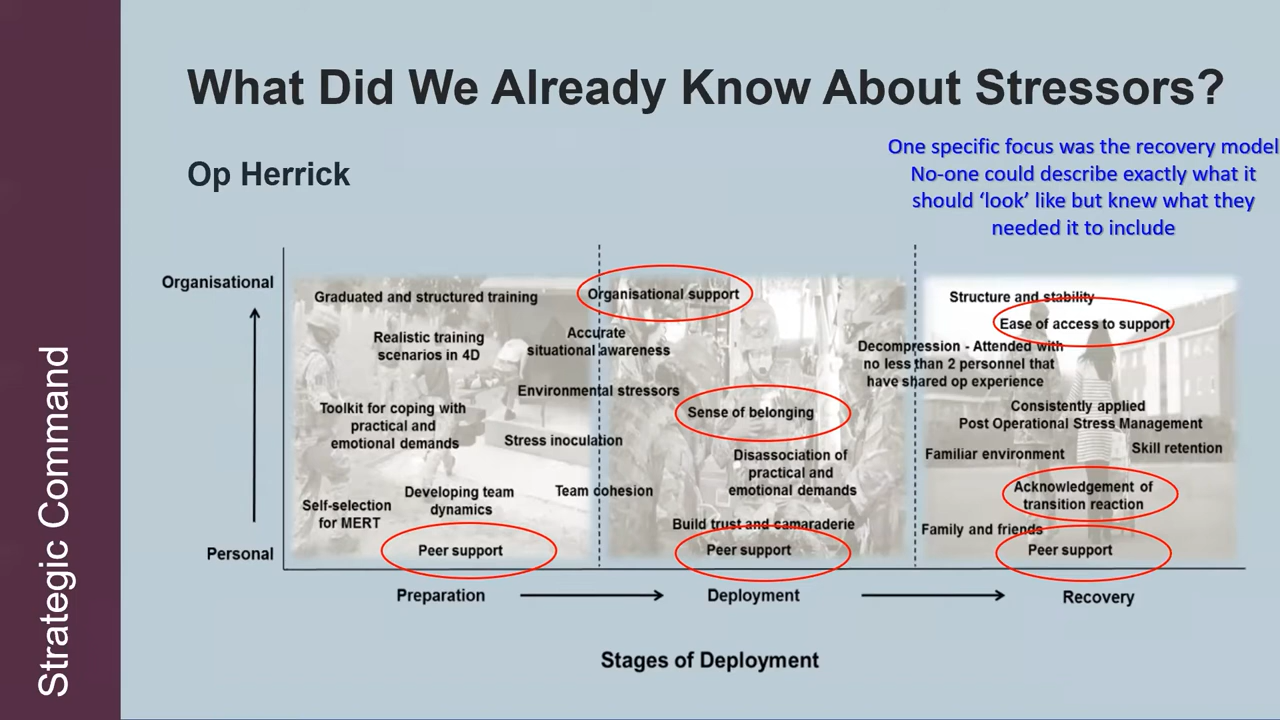 What Did We Already Know About Stressors?
Op Herrick
One specific focus was the recovery model
No-one could describe exactly what it
should ‘look’ like but knew what they
needed it to include
Strategic Command
Organisational
Personal
Graduated and structured training
Realistic training
scenarios in 4D
Toolkit for coping with
practical and
emotional demands
Self-selection
for MERT
Developing team
dynamics
Peer support
Organisational support
Accurate
situational awareness
Environmental stressors
Stress inoculation
Team cohesion
Sense of belonging
Disassociation of
practical and
emotional demands
Build trust and camaraderie
Peer support
Structure and stability
Ease of access to support
Decompression - Attended with
no less than 2 personnel that
have shared op experience
Consistently applied
Post Operational Stress Management
Familiar environment
Skill retention
Acknowledgement of
transition reaction
Family and friends
Peer support
Preparation
Deployment
Recovery
Stages of Deployment